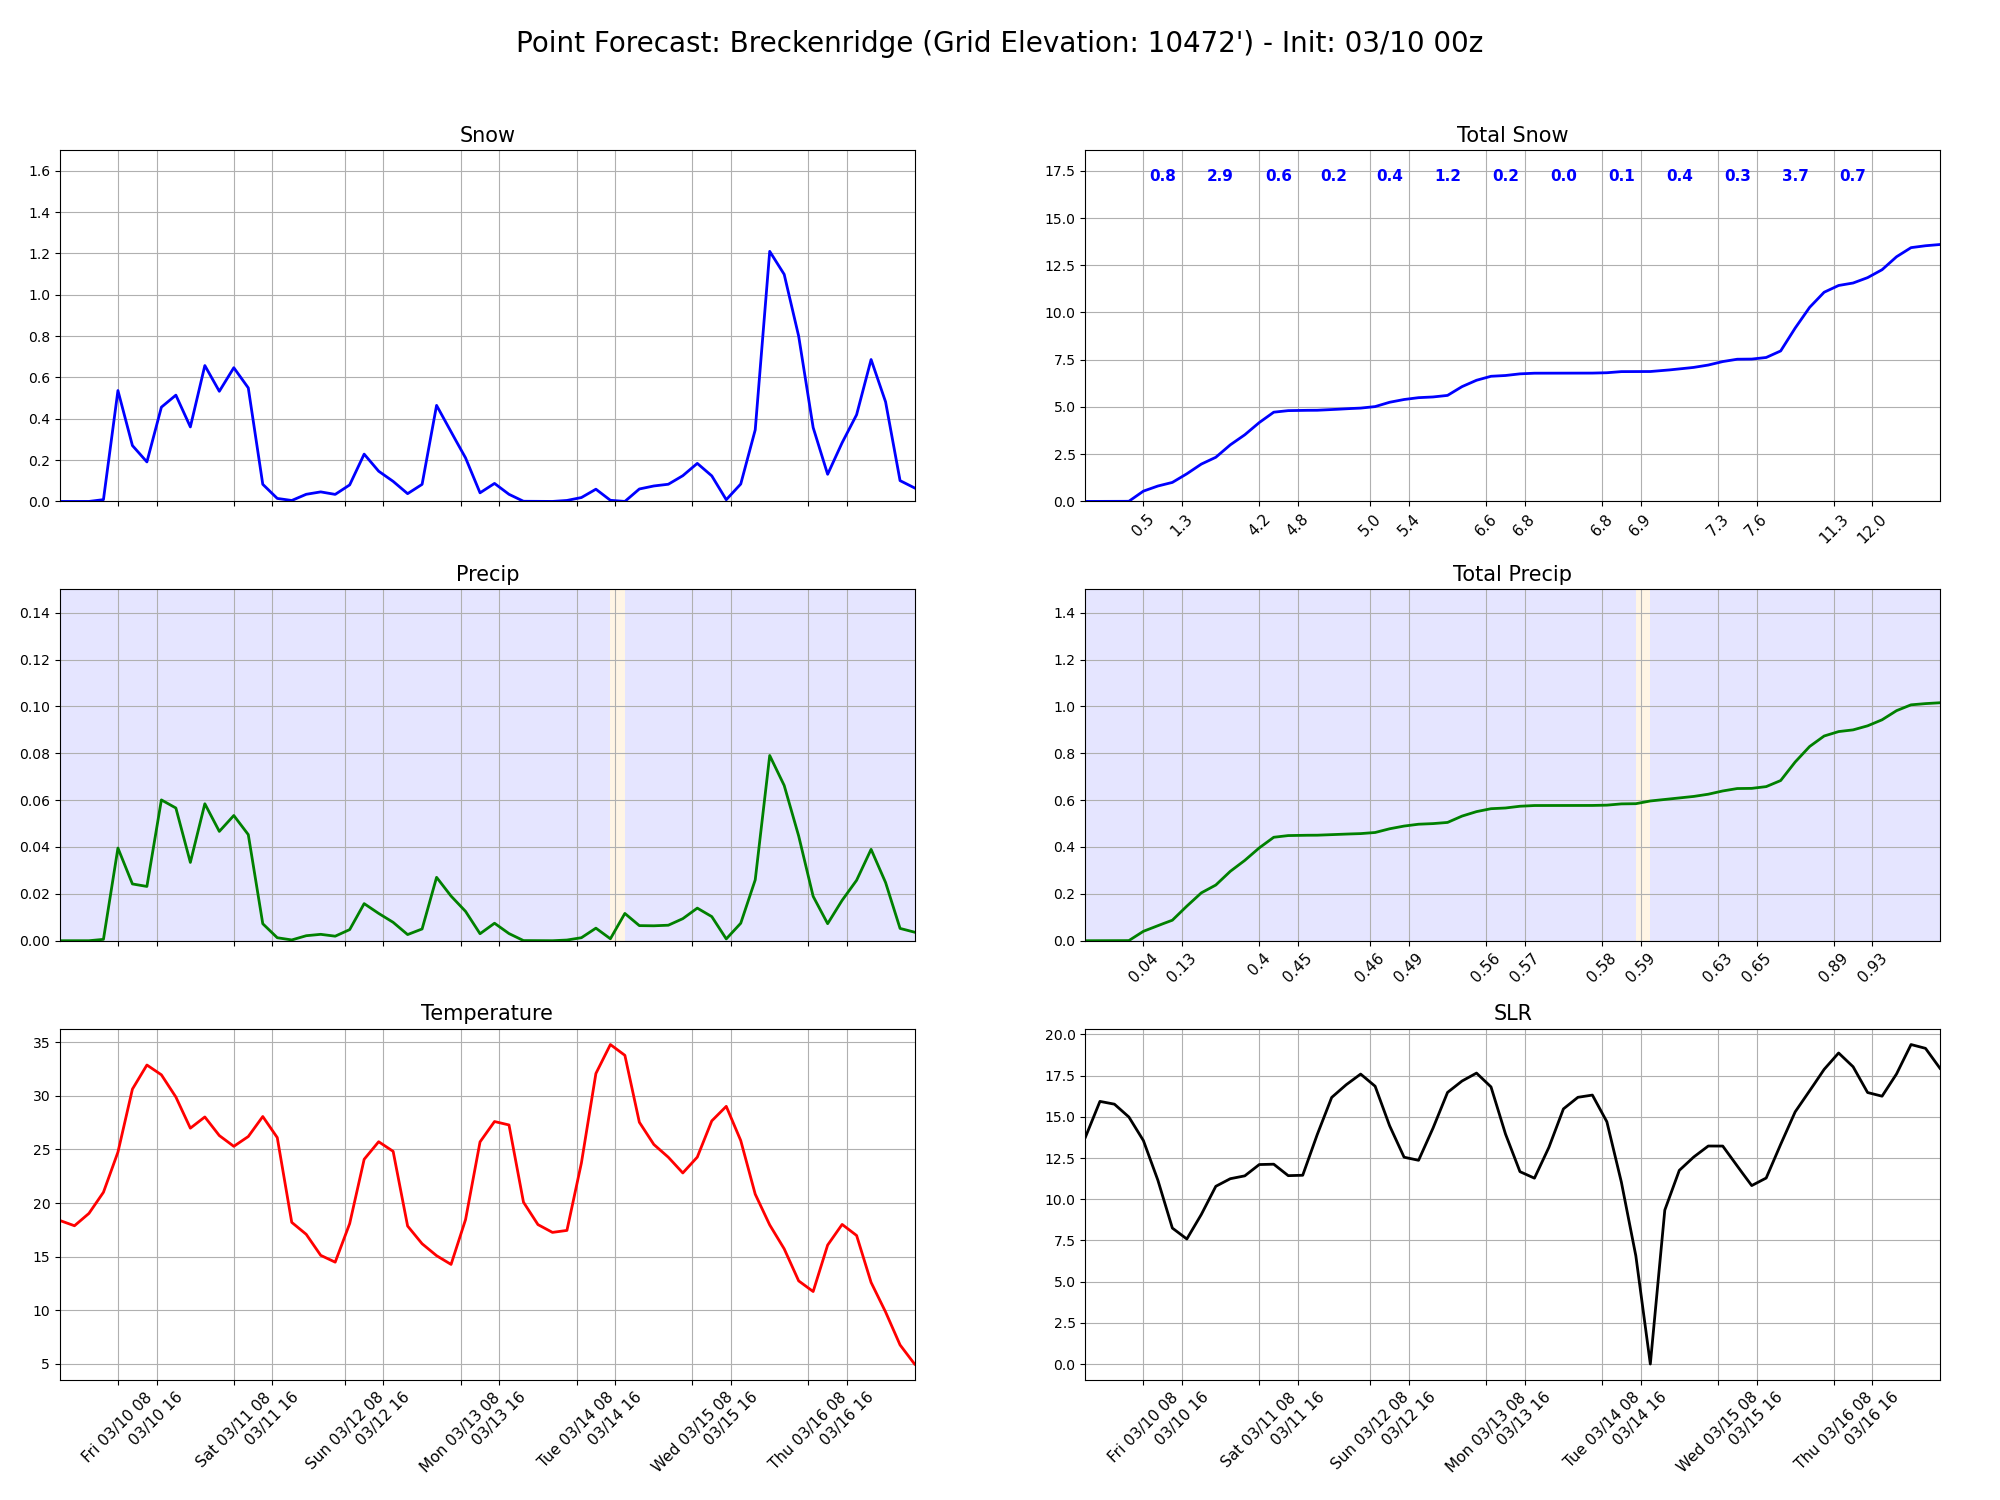 Point Forecast: Breckenridge (Grid Elevation: 10472') - Init: 03/10 00z
Snow
1.6
1.4
1.2
1.0
0.8
0.6
0.4
0.2
0.0
Total Snow
17.5
15.0
12.5
10.0
7.5
5.0
2.5
0.0
0.8 2.9 0.6 0.2 0.4 1.2 0.2 0.0 0.1 0.4 0.3 3.7 0.7
0.5 1.3 4.2 4.8 5.0 5.4 6.6 6.8 6.8 6.9 7.3 7.6 11.3 12.0
Precip
0.14
0.12
0.10
0.08
0.06
0.04
0.02
0.00
Total Precip
1.4
1.2
1.0
0.8
0.6
0.4
0.2
0.0
0.04 0.13 0.4 0.45 0.46 0.49 0.56 0.57 0.58 0.59 0.63 0.65 0.89 0.93
Temperature
35
30
25
20
15
10
5
Fri 03/10 08
03/10 16
Sat 03/11 08
03/11 16
Sun 03/12 08
03/12 16
Mon 03/13 08
03/13 16
Tue 03/14 08
03/14 16
Wed 03/15 08
03/15 16
Thu 03/16 08
03/16 16
SLR
20.0
17.5
15.0
12.5
10.0
7.5
5.0
2.5
0.0
Fri 03/10 08
03/10 16
Sat 03/11 08
03/11 16
Sun 03/12 08
03/12 16
Mon 03/13 08
03/13 16
Tue 03/14 08
03/14 16
Wed 03/15 08
03/15 16
Thu 03/16 08
03/16 16